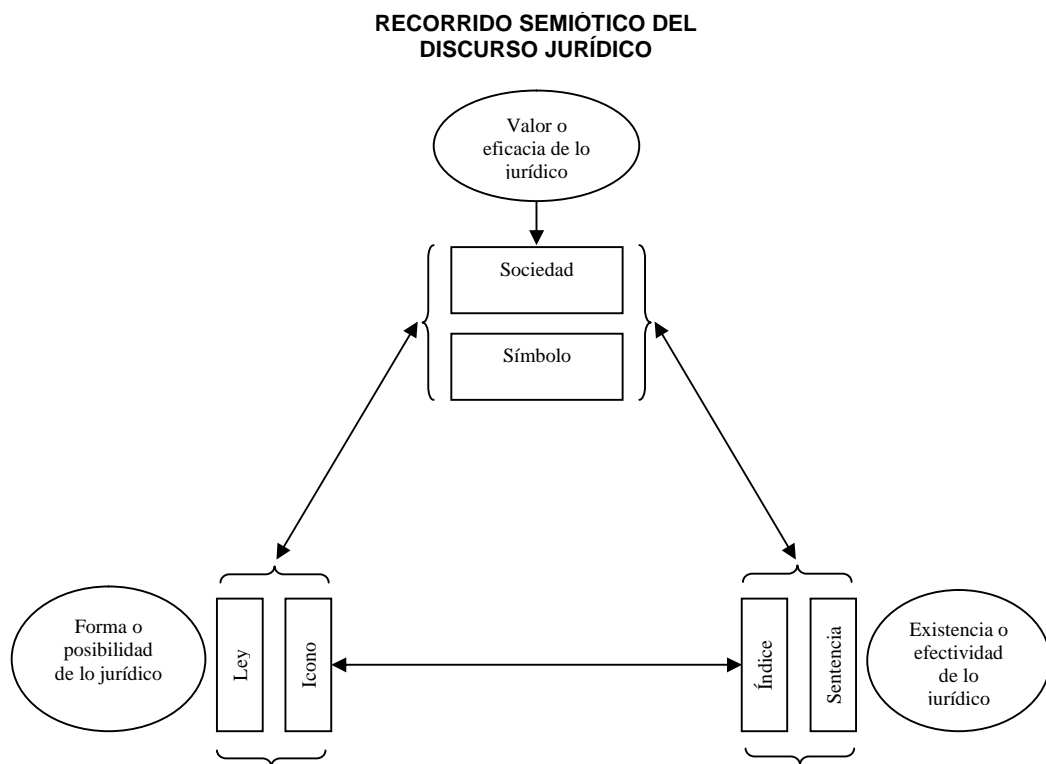 RECORRIDO SEMIÓTICO DEL
DISCURSO JURÍDICO
Valor o
eficacia de lo
jurídico
Sociedad
Símbolo
Forma o
posibilidad
de lo jurídico
Ley
Icono
Índice
Sentencia
Existencia o
efectividad
de lo
jurídico